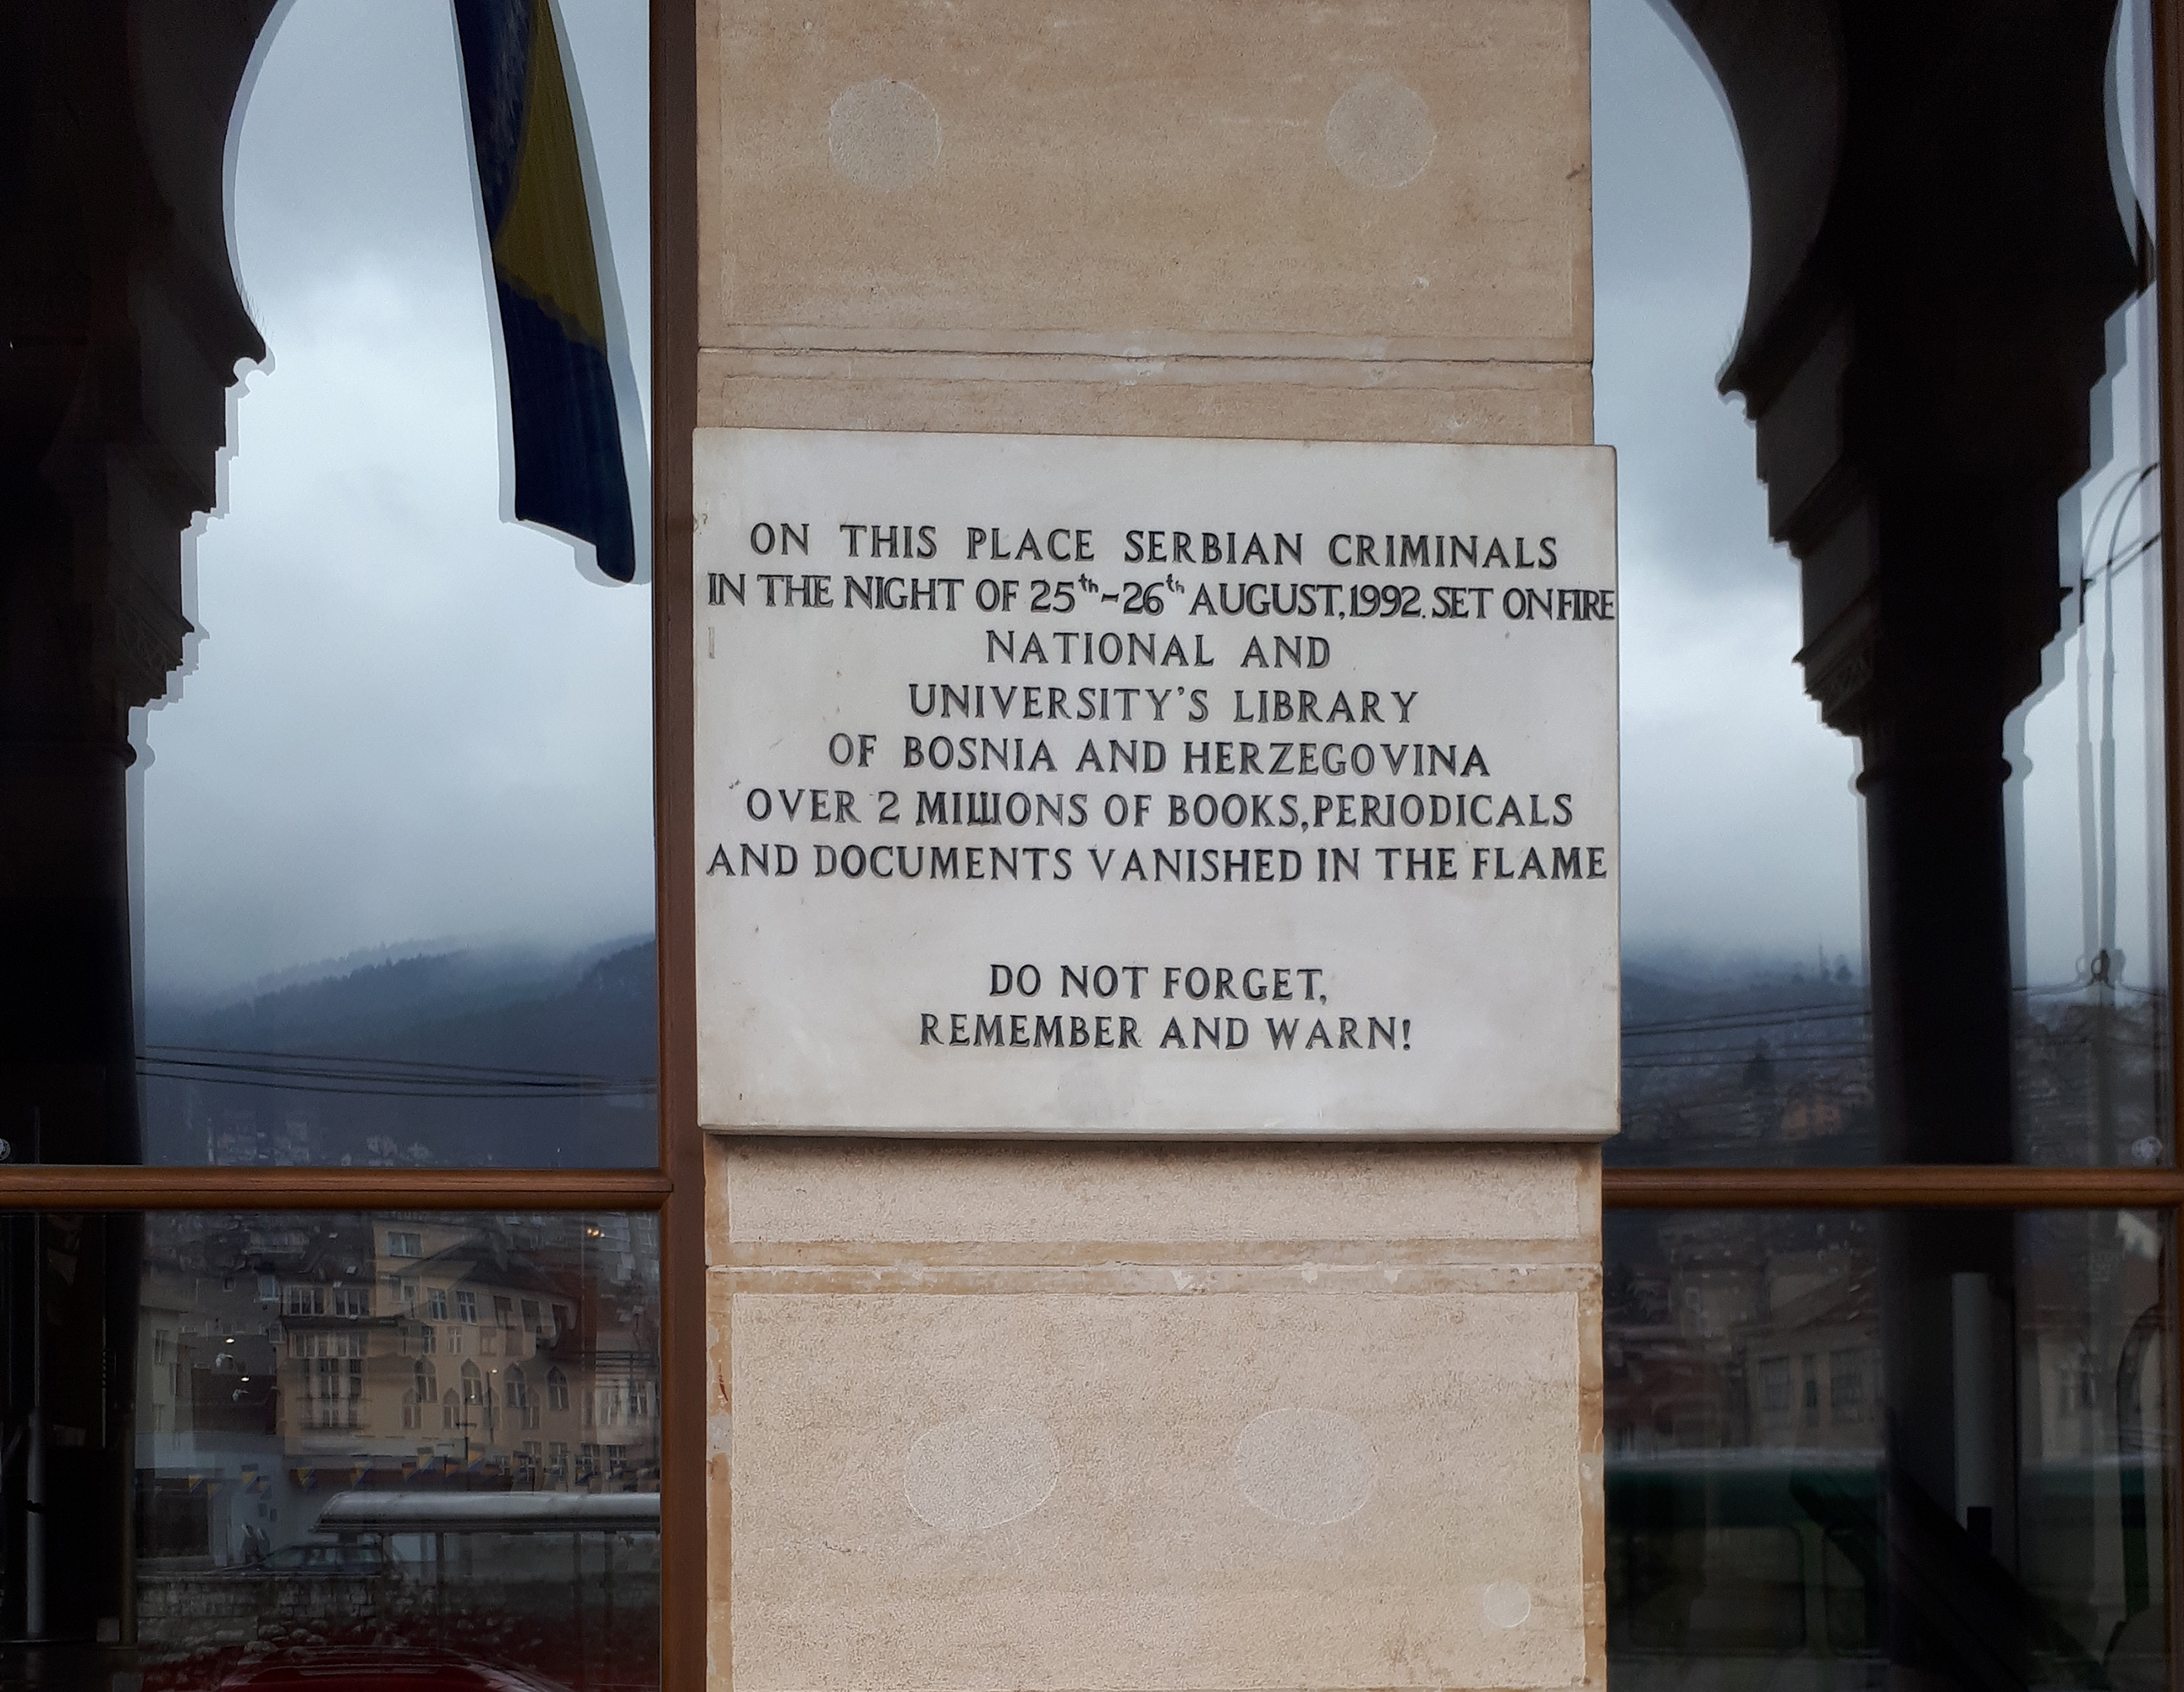 ON THIS PLACE SERBIAN CRIMINALS
IN THE NIGHT OF 25th-26th AUGUST, 1992. SET ON FIRE
NATIONAL AND
UNIVERSITY'S LIBRARY
OF BOSNIA AND HERZEGOVINA
OVER 2 MILLIONS OF BOOKS, PERIODICALS
AND DOCUMENTS VANISHED IN THE FLAME
DO NOT FORGET,
REMEMBER AND WARN!